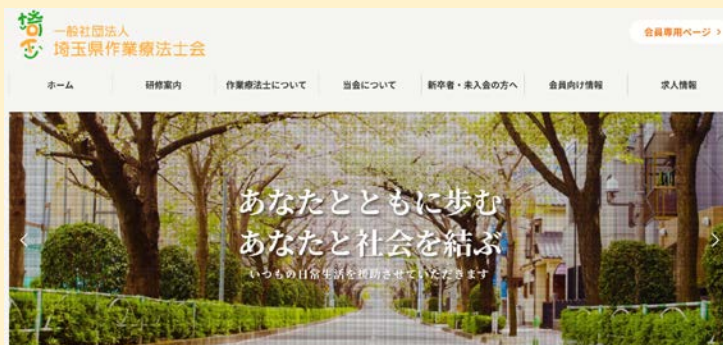 埼玉
一般社団法人
埼玉県作業療法士会
会員専用ページ
ホーム 研修案内 作業療法士について 当会について 新卒者・未入会の方へ 会員向け情報 求人情報
あなたとともに歩む
あなたと社会を結ぶ
いつもの日常生活を援助させていただきます